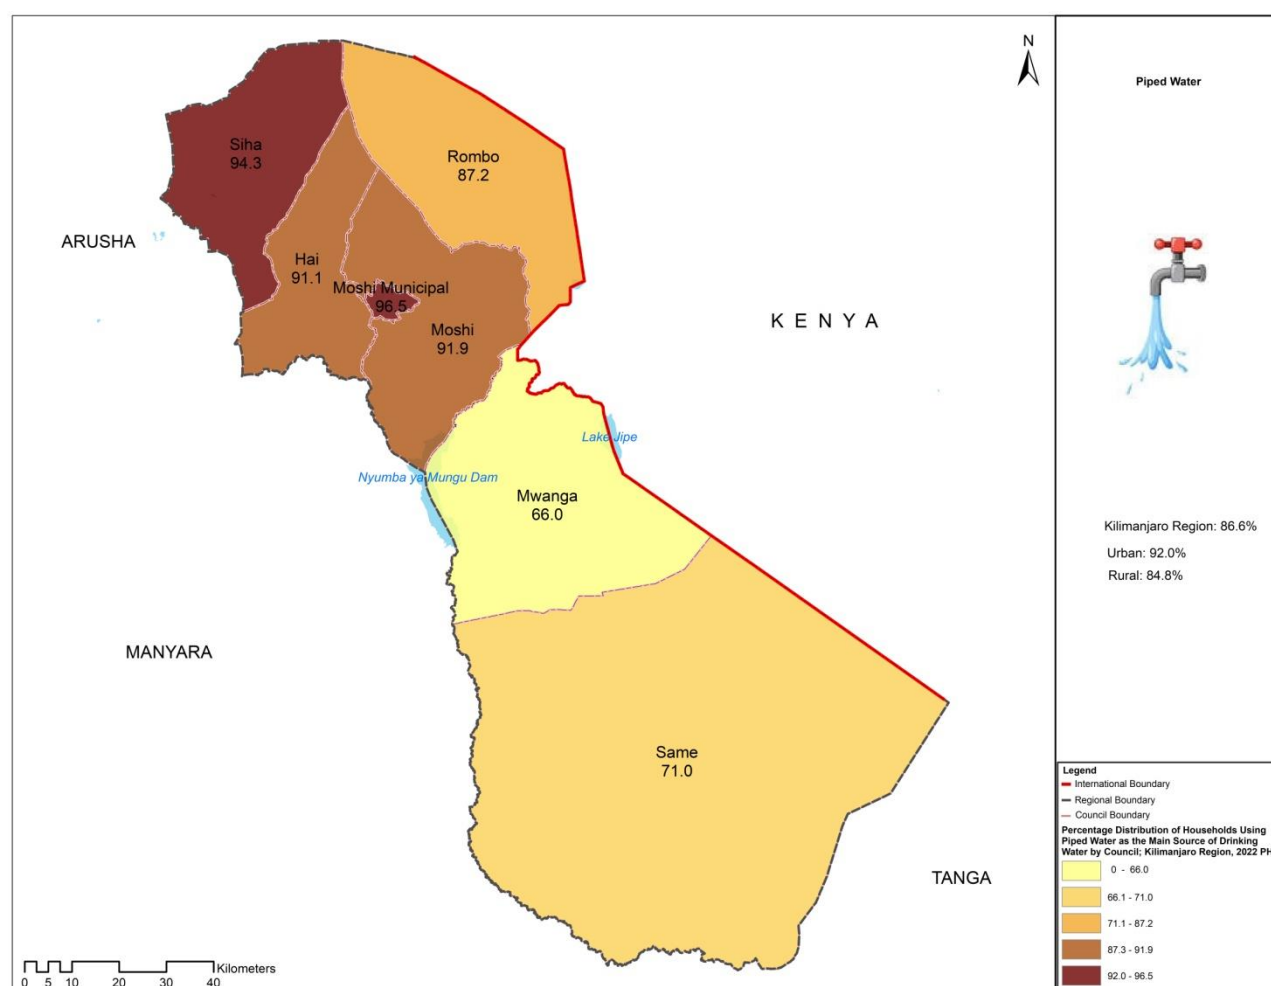 N
Piped Water
Siha
94.3
Rombo
87.2
ARUSHA
Hai
91.1
Moshi Municipal
96.5
Moshi
91.9
KENYA
Lake Jipe
Nyumba ya Mungu Dam
Mwanga
66.0
Kilimanjaro Region: 86.6%
Urban: 92.0%
Rural: 84.8%
MANYARA
Same
71.0
TANGA
Legend
International Boundary
Regional Boundary
Council Boundary
Percentage Distribution of Households Using
Piped Water as the Main Source of Drinking
Water by Council; Kilimanjaro Region, 2022 PH
0 - 66.0
66.1 - 71.0
71.1 - 87.2
87.3 - 91.9
92.0 - 96.5
Kilometers
0 5 10 20 30 40